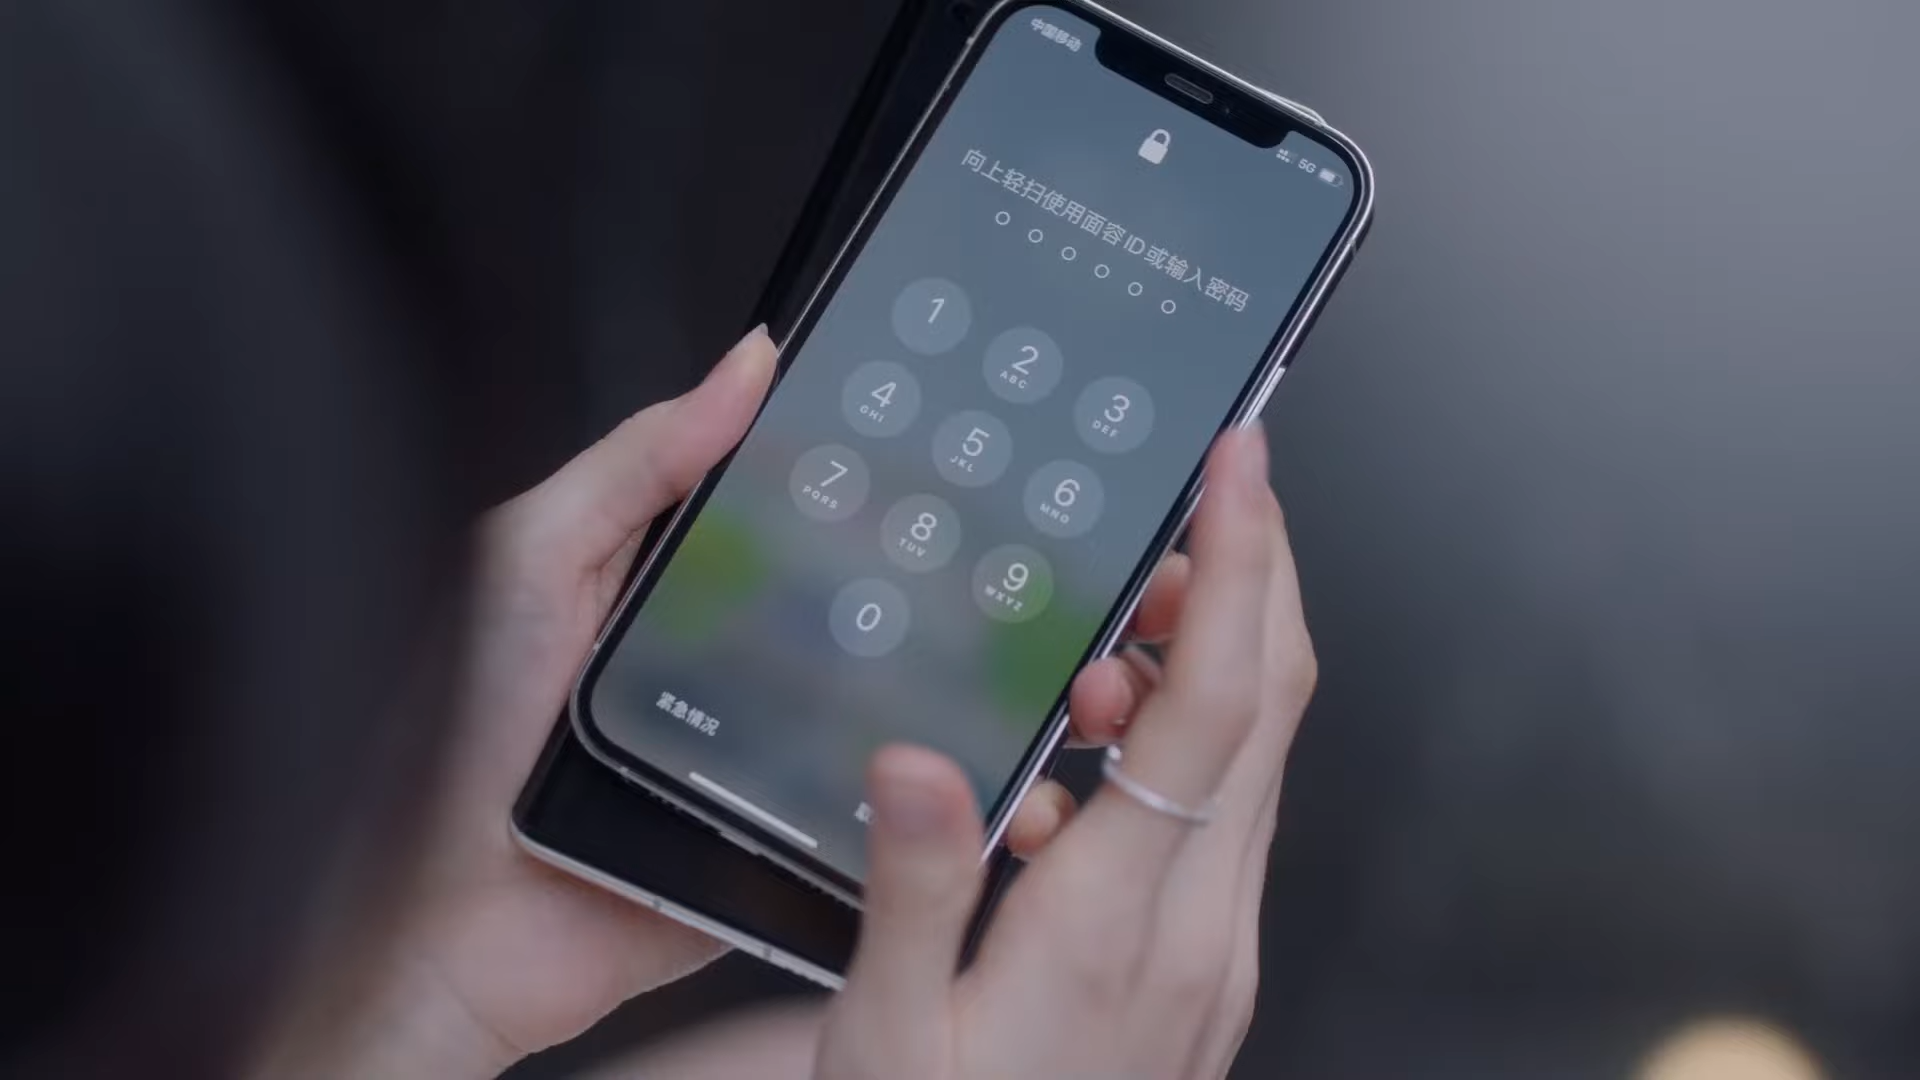 中国移动
5G
向上轻扫使用面容ID或输入密码
1
2 ABC
3 DEF
4 GHI
5 JKL
6 MNO
7 PQRS
8 TUV
9 WXYZ
0
紧急情况
取